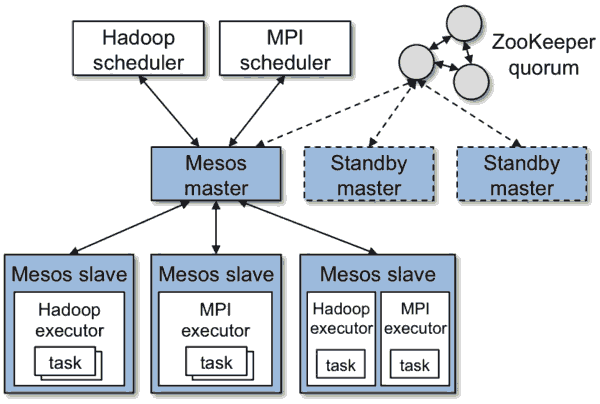 Hadoop
scheduler
MPI
scheduler
ZooKeeper
quorum
Mesos
master
Standby
master
Standby
master
Mesos slave
Hadoop
executor
task
Mesos slave
MPI
executor
task
Mesos slave
Hadoop
executor
task
MPI
executor
task